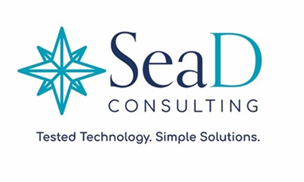 SeaD
CONSULTING
Tested Technology. Simple Solutions.